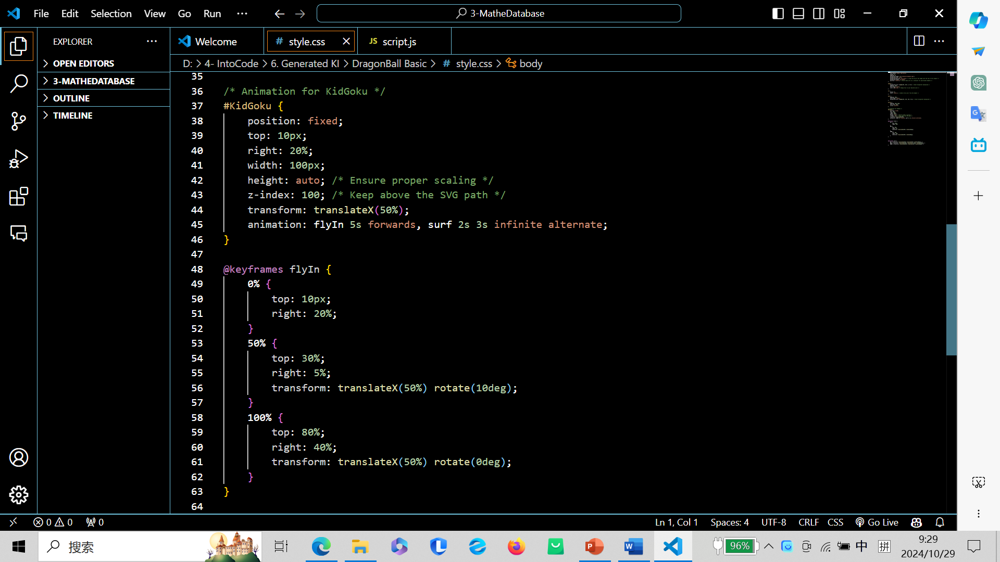 File Edit Selection View Go Run ···
3-MatheDatabase
EXPLORER ···
OPEN EDITORS
3-MATHEDATABASE
OUTLINE
TIMELINE
Welcome
# style.css
JS script.js
D: > 4- IntoCode > 6. Generated KI > DragonBall Basic > # style.css > body
35
36 /* Animation for KidGoku */
37 #KidGoku {
38 position: fixed;
39 top: 10px;
40 right: 20%;
41 width: 100px;
42 height: auto; /* Ensure proper scaling */
43 z-index: 100; /* Keep above the SVG path */
44 transform: translateX(50%);
45 animation: flyIn 5s forwards, surf 2s 3s infinite alternate;
46 }
47
48 @keyframes flyIn {
49 0% {
50 top: 10px;
51 right: 20%;
52 }
53 50% {
54 top: 30%;
55 right: 5%;
56 transform: translateX(50%) rotate(10deg);
57 }
58 100% {
59 top: 80%;
60 right: 40%;
61 transform: translateX(50%) rotate(0deg);
62 }
63 }
64
0 0 0
Ln 1, Col 1 Spaces: 4 UTF-8 CRLF CSS Go Live
搜索
96%
中
拼
9:29
2024/10/29